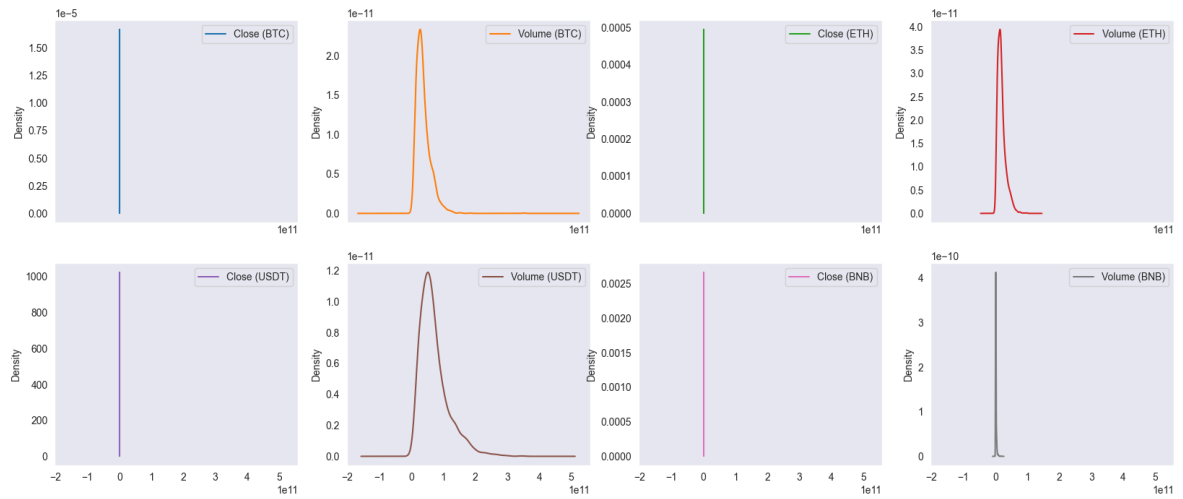 1e−5
1.50
1.25
1.00
0.75
0.50
0.25
0.00
Density
Close (BTC)
1e11
1e−11
2.0
1.5
1.0
0.5
0.0
Density
Volume (BTC)
1e11
0.0005
0.0004
0.0003
0.0002
0.0001
0.0000
Density
Close (ETH)
1e11
1e−11
4.0
3.5
3.0
2.5
2.0
1.5
1.0
0.5
0.0
Density
Volume (ETH)
1e11
1000
800
600
400
200
0
Density
Close (USDT)
−2 −1 0 1 2 3 4 5
1e11
1e−11
1.2
1.0
0.8
0.6
0.4
0.2
0.0
Density
Volume (USDT)
−2 −1 0 1 2 3 4 5
1e11
0.0025
0.0020
0.0015
0.0010
0.0005
0.0000
Density
Close (BNB)
−2 −1 0 1 2 3 4 5
1e11
1e−10
4
3
2
1
0
Density
Volume (BNB)
−2 −1 0 1 2 3 4 5
1e11